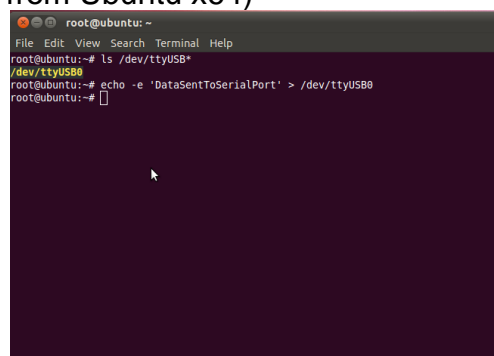 from Ubuntu x64)
root@ubuntu: ~
File Edit View Search Terminal Help
root@ubuntu:~# ls /dev/ttyUSB*
/dev/ttyUSB0
root@ubuntu:~# echo -e 'DataSentToSerialPort' > /dev/ttyUSB0
root@ubuntu:~#